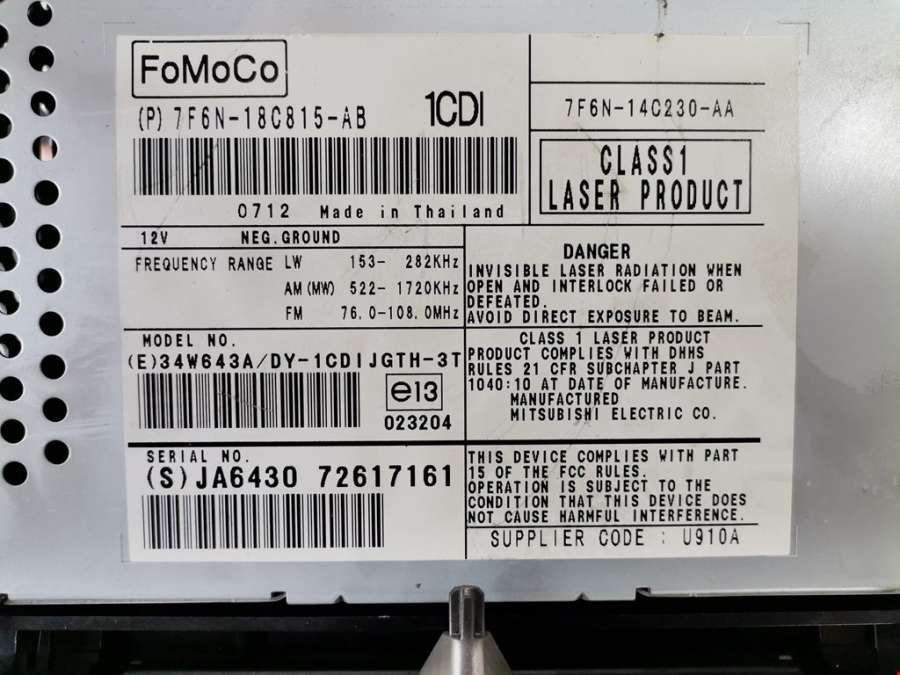 FoMoCo
(P) 7F6N-18C815-AB 1CDI
0712 Made in Thailand
7F6N-14C230-AA
CLASS1
LASER PRODUCT
12V NEG.GROUND
FREQUENCY RANGE LW 153- 282KHz
AM(MW) 522- 1720KHz
FM 76.0-108.0MHz
DANGER
INVISIBLE LASER RADIATION WHEN
OPEN AND INTERLOCK FAILED OR
DEFEATED.
AVOID DIRECT EXPOSURE TO BEAM.
MODEL NO.
(E)34W643A/DY-1CDIJGTH-3T
e13
023204
CLASS 1 LASER PRODUCT
PRODUCT COMPLIES WITH DHHS
RULES 21 CFR SUBCHAPTER J PART
1040:10 AT DATE OF MANUFACTURE.
MANUFACTURED
MITSUBISHI ELECTRIC CO.
SERIAL NO.
(S)JA6430 72617161
THIS DEVICE COMPLIES WITH PART
15 OF THE FCC RULES.
OPERATION IS SUBJECT TO THE
CONDITION THAT THIS DEVICE DOES
NOT CAUSE HARMFUL INTERFERENCE.
SUPPLIER CODE : U910A